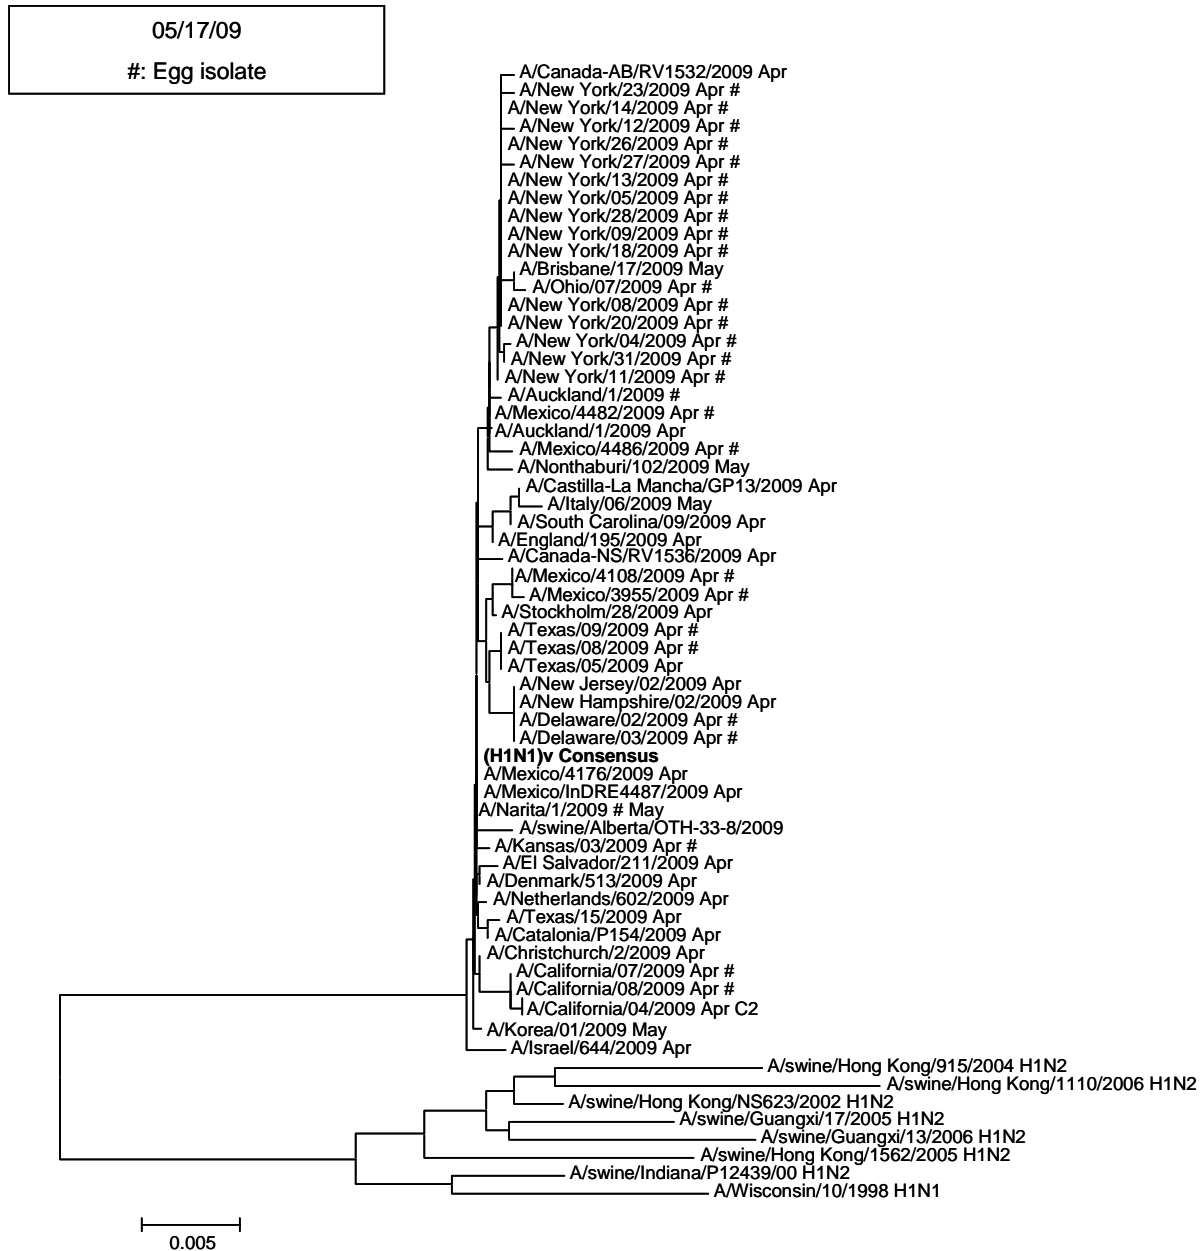 05/17/09
#: Egg isolate
A/Canada-AB/RV1532/2009 Apr
A/New York/23/2009 Apr #
A/New York/14/2009 Apr #
A/New York/12/2009 Apr #
A/New York/26/2009 Apr #
A/New York/27/2009 Apr #
A/New York/13/2009 Apr #
A/New York/05/2009 Apr #
A/New York/28/2009 Apr #
A/New York/09/2009 Apr #
A/New York/18/2009 Apr #
A/Brisbane/17/2009 May
A/Ohio/07/2009 Apr #
A/New York/08/2009 Apr #
A/New York/20/2009 Apr #
A/New York/04/2009 Apr #
A/New York/31/2009 Apr #
A/New York/11/2009 Apr #
A/Auckland/1/2009 #
A/Mexico/4482/2009 Apr #
A/Auckland/1/2009 Apr
A/Mexico/4486/2009 Apr #
A/Nonthaburi/102/2009 May
A/Castilla-La Mancha/GP13/2009 Apr
A/Italy/06/2009 May
A/South Carolina/09/2009 Apr
A/England/195/2009 Apr
A/Canada-NS/RV1536/2009 Apr
A/Mexico/4108/2009 Apr #
A/Mexico/3955/2009 Apr #
A/Stockholm/28/2009 Apr
A/Texas/09/2009 Apr #
A/Texas/08/2009 Apr #
A/Texas/05/2009 Apr
A/New Jersey/02/2009 Apr
A/New Hampshire/02/2009 Apr
A/Delaware/02/2009 Apr #
A/Delaware/03/2009 Apr #
(H1N1)v Consensus
A/Mexico/4176/2009 Apr
A/Mexico/InDRE4487/2009 Apr
A/Narita/1/2009 # May
A/swine/Alberta/OTH-33-8/2009
A/Kansas/03/2009 Apr #
A/El Salvador/211/2009 Apr
A/Denmark/513/2009 Apr
A/Netherlands/602/2009 Apr
A/Texas/15/2009 Apr
A/Catalonia/P154/2009 Apr
A/Christchurch/2/2009 Apr
A/California/07/2009 Apr #
A/California/08/2009 Apr #
A/California/04/2009 Apr C2
A/Korea/01/2009 May
A/Israel/644/2009 Apr
A/swine/Hong Kong/915/2004 H1N2
A/swine/Hong Kong/1110/2006 H1N2
A/swine/Hong Kong/NS623/2002 H1N2
A/swine/Guangxi/17/2005 H1N2
A/swine/Guangxi/13/2006 H1N2
A/swine/Hong Kong/1562/2005 H1N2
A/swine/Indiana/P12439/00 H1N2
A/Wisconsin/10/1998 H1N1
0.005